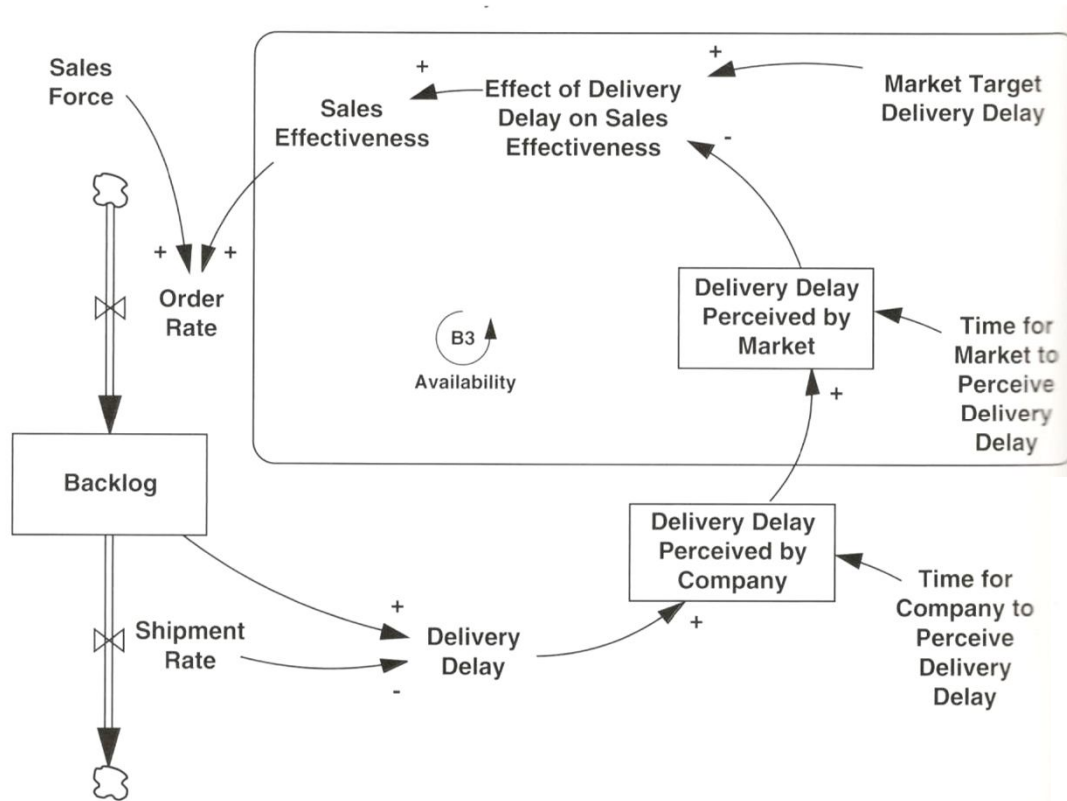 Sales
Force
+
Sales
Effectiveness
+
Effect of Delivery
Delay on Sales
Effectiveness
+
Market Target
Delivery Delay
-
+
+
Order
Rate
B3
Availability
Delivery Delay
Perceived by
Market
Time for
Market to
Perceive
Delivery
Delay
+
Backlog
Delivery Delay
Perceived by
Company
Time for
Company to
Perceive
Delivery
Delay
+
Shipment
Rate
+
-
Delivery
Delay